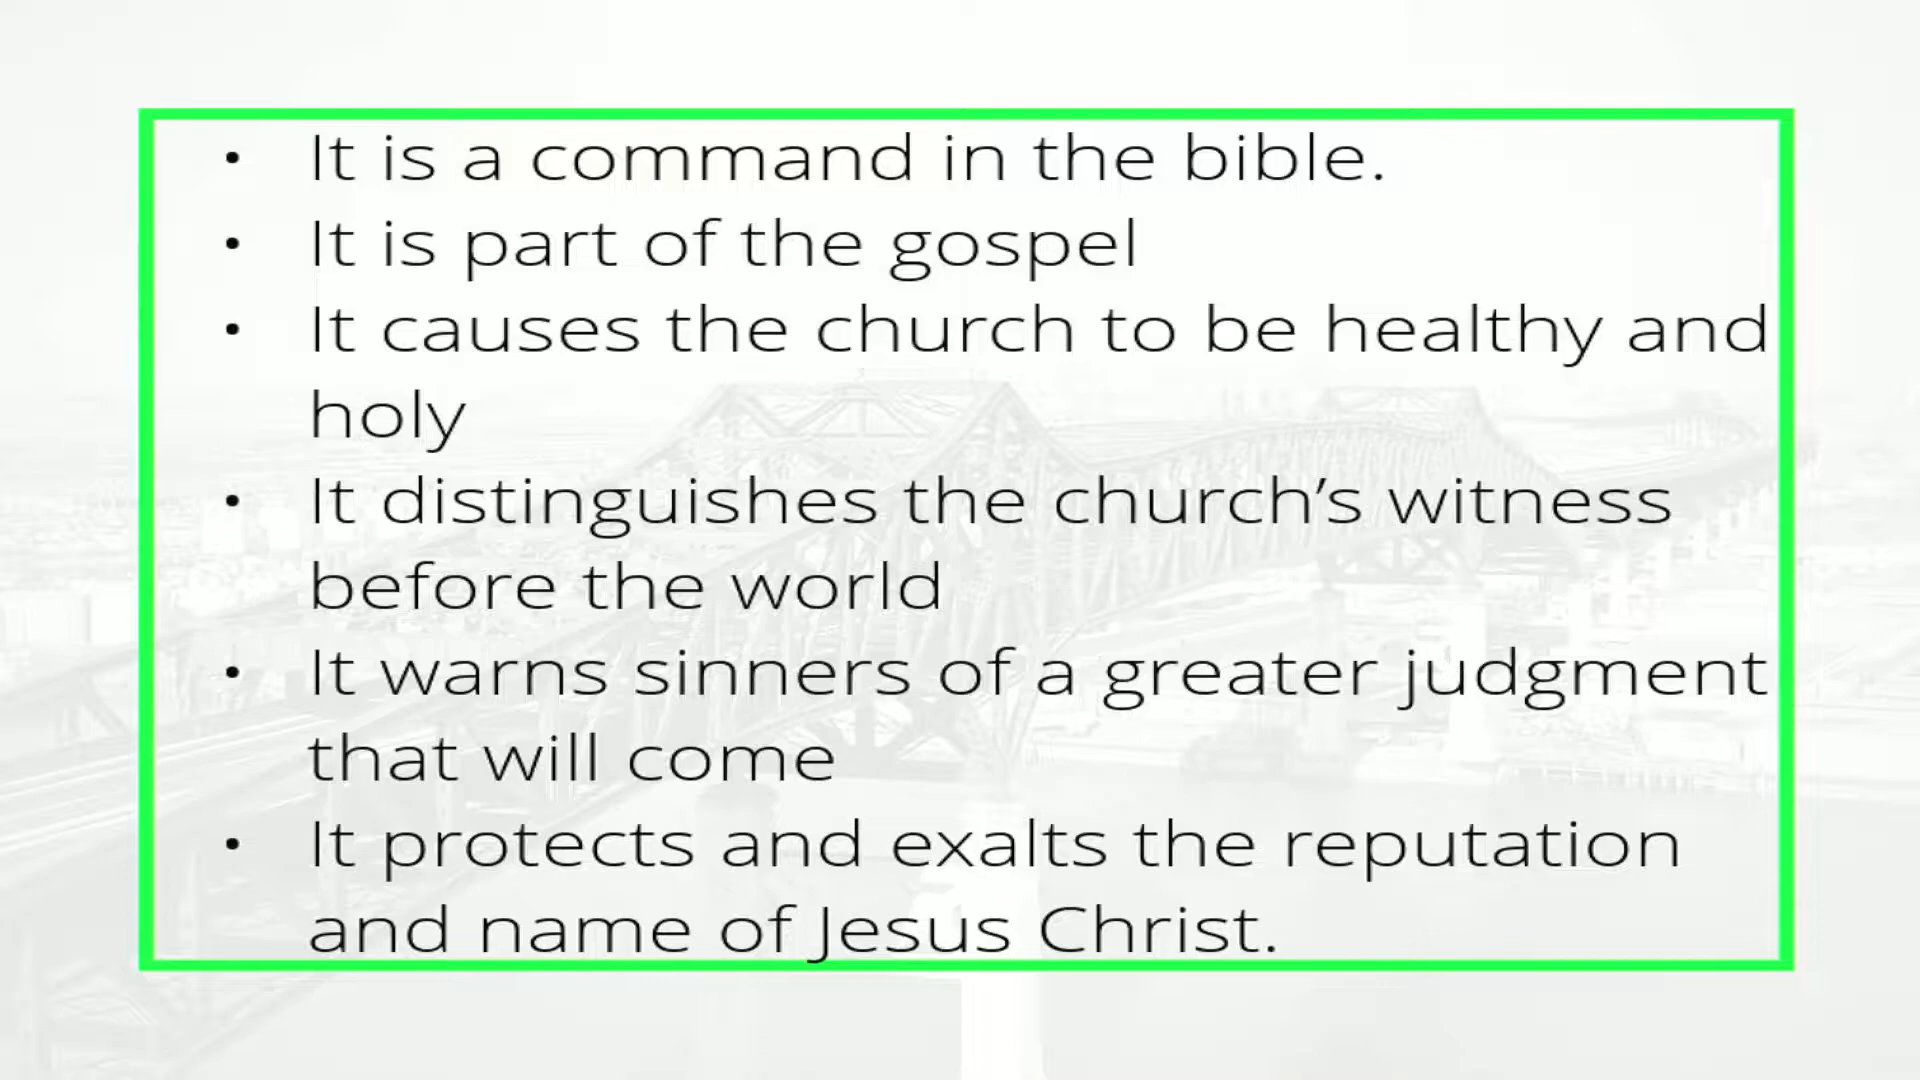 • It is a command in the bible.
• It is part of the gospel
• It causes the church to be healthy and
holy
• It distinguishes the church’s witness
before the world
• It warns sinners of a greater judgment
that will come
• It protects and exalts the reputation
and name of Jesus Christ.